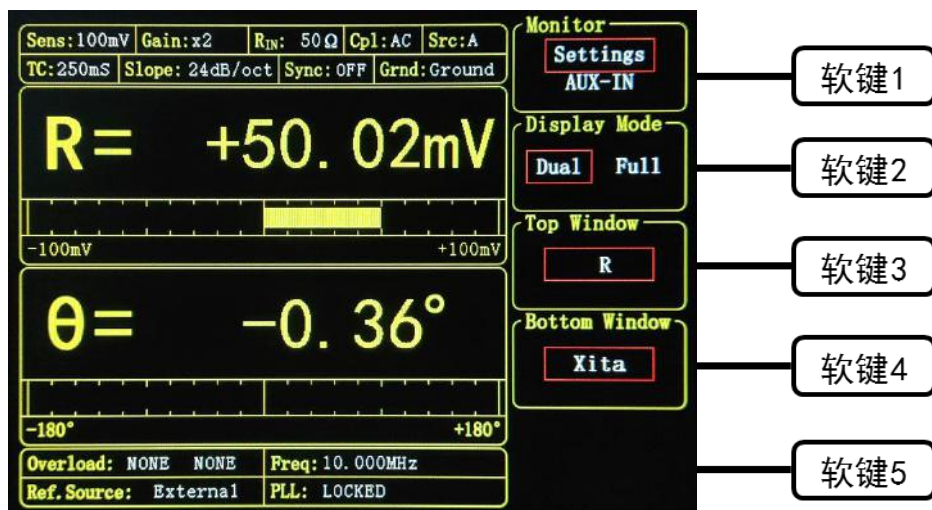 Sens:100mV Gain:x2 RIN: 50Ω Cpl:AC Src:A
TC:250mS Slope: 24dB/oct Sync:OFF Grnd:Ground
R= +50.02mV
-100mV +100mV
θ= -0.36°
-180° +180°
Overload: NONE NONE Freq:10.000MHz
Ref.Source: External PLL: LOCKED
Monitor
Settings
AUX-IN
Display Mode
Dual Full
Top Window
R
Bottom Window
Xita
软键1
软键2
软键3
软键4
软键5